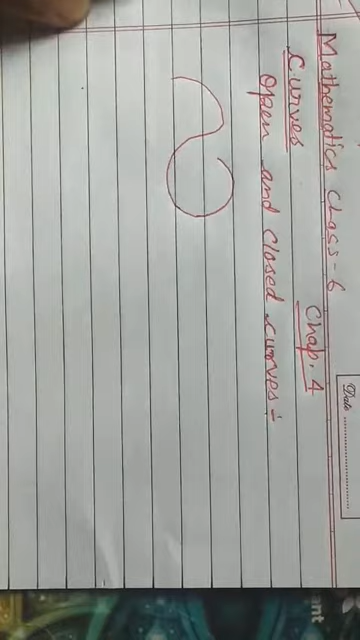 Date ..................
Mathematics Class-6
Chap. 4
Curves
Open and closed curves:-